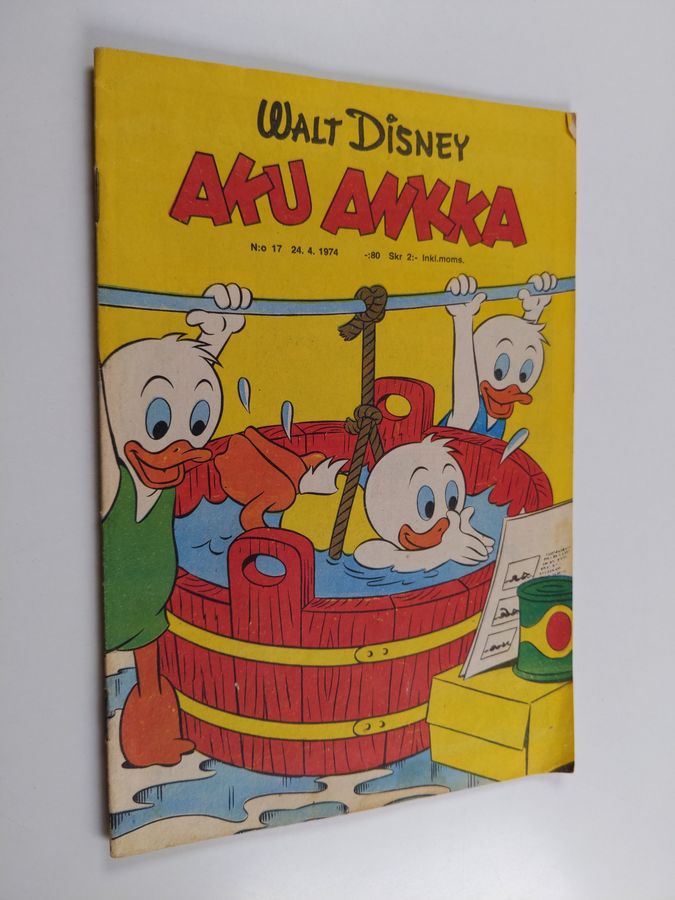 WALT DISNEY
AKU ANKKA
N:o 17 24. 4. 1974 -:80 Skr 2:- Inkl.moms.